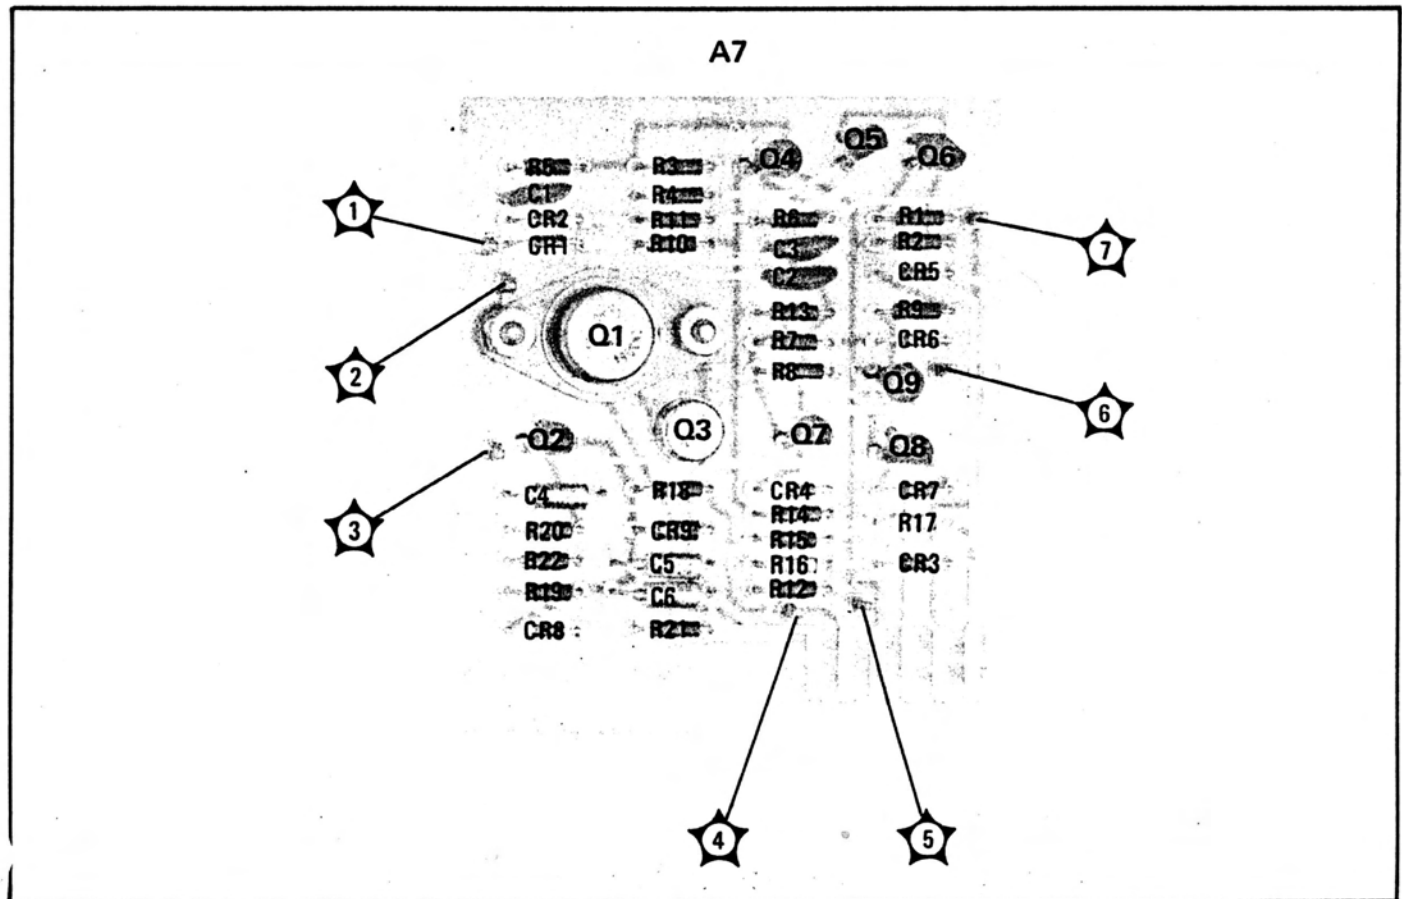 A7
Q5
Q4
Q6
R5 R3
C1 R4
1 CR2 R11 R6 R1
CR1 R10 C3 R2 7
C2 CR5
R13 R9
Q1 R7 CR6
2 R8 Q9
6
Q2 Q3 Q7 Q8
C4 R18 CR4 CR7
R14 R17
3 R20 CR9 R15
R22 C5 R16 CR3
R19 C6 R12
CR8 R21
4 5